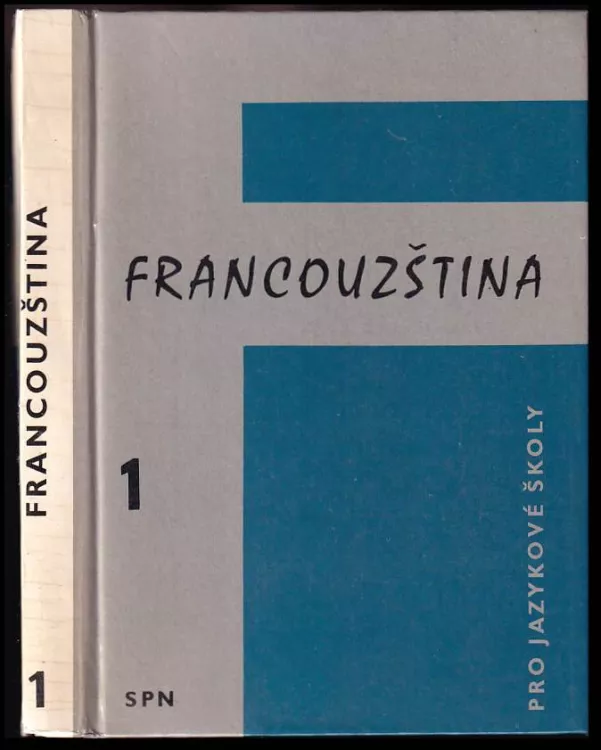 FRANCOUZŠTINA
1
FRANCOUZŠTINA
1
PRO JAZYKOVÉ ŠKOLY
SPN